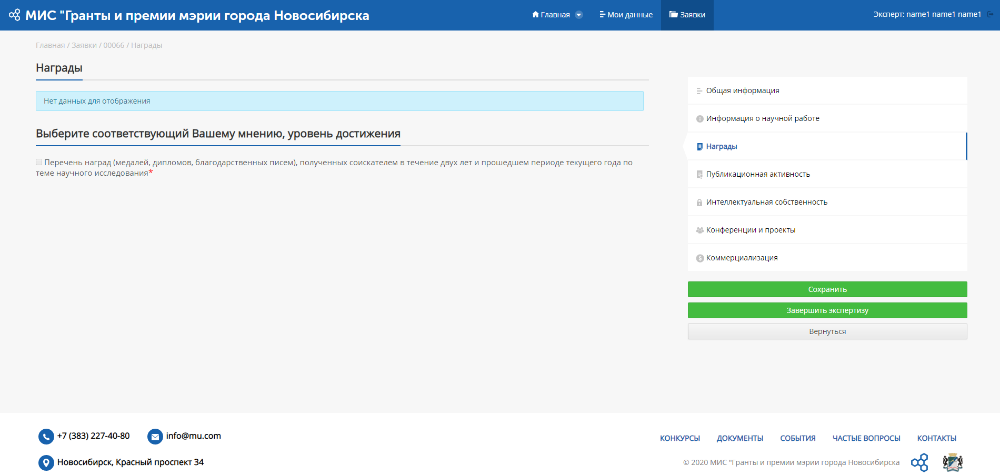 МИС "Гранты и премии мэрии города Новосибирска
Главная
Мои данные
Заявки
Эксперт: name1 name1 name1
Главная / Заявки / 00066 / Награды
Награды
Нет данных для отображения
Выберите соответствующий Вашему мнению, уровень достижения
Перечень наград (медалей, дипломов, благодарственных писем), полученных соискателем в течение двух лет и прошедшем периоде текущего года по
теме научного исследования*
Общая информация
Информация о научной работе
Награды
Публикационная активность
Интеллектуальная собственность
Конференции и проекты
Коммерциализация
Сохранить
Завершить экспертизу
Вернуться
+7 (383) 227-40-80
info@mu.com
Новосибирск, Красный проспект 34
КОНКУРСЫ
ДОКУМЕНТЫ
СОБЫТИЯ
ЧАСТЫЕ ВОПРОСЫ
КОНТАКТЫ
© 2020 МИС "Гранты и премии мэрии города Новосибирска